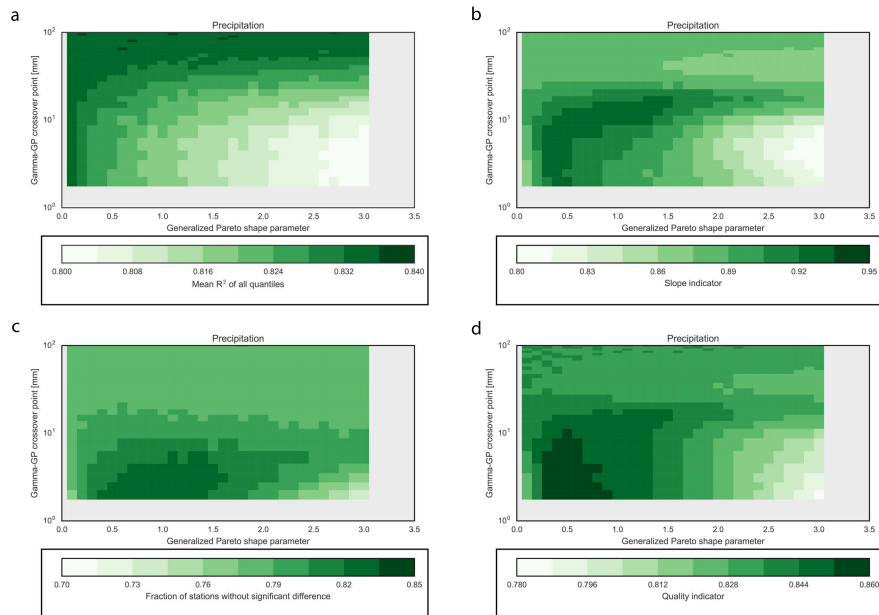 a
Precipitation
Gamma-GP crossover point [mm]
10²
10¹
10⁰
0.0 0.5 1.0 1.5 2.0 2.5 3.0 3.5
Generalized Pareto shape parameter
0.800 0.808 0.816 0.824 0.832 0.840
Mean R² of all quantiles
b
Precipitation
Gamma-GP crossover point [mm]
10²
10¹
10⁰
0.0 0.5 1.0 1.5 2.0 2.5 3.0 3.5
Generalized Pareto shape parameter
0.80 0.83 0.86 0.89 0.92 0.95
Slope indicator
c
Precipitation
Gamma-GP crossover point [mm]
10²
10¹
10⁰
0.0 0.5 1.0 1.5 2.0 2.5 3.0 3.5
Generalized Pareto shape parameter
0.70 0.73 0.76 0.79 0.82 0.85
Fraction of stations without significant difference
d
Precipitation
Gamma-GP crossover point [mm]
10²
10¹
10⁰
0.0 0.5 1.0 1.5 2.0 2.5 3.0 3.5
Generalized Pareto shape parameter
0.780 0.796 0.812 0.828 0.844 0.860
Quality indicator